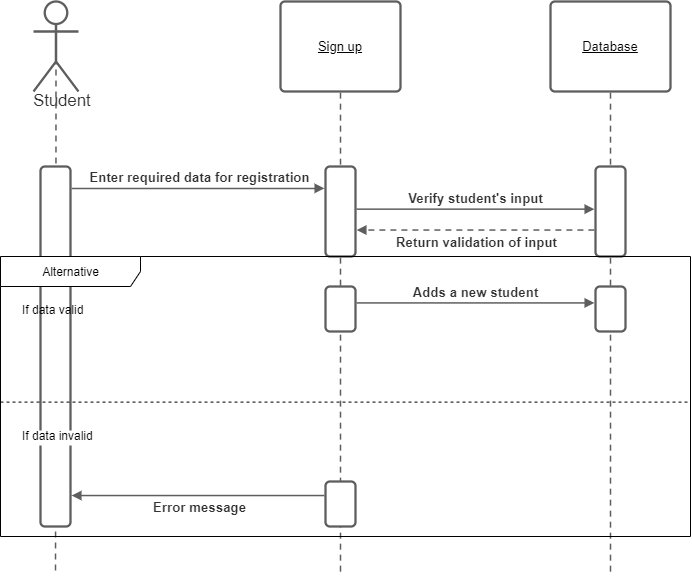 Sign up
Database
Student
Enter required data for registration
Verify student's input
Return validation of input
Alternative
Adds a new student
If data valid
If data invalid
Error message